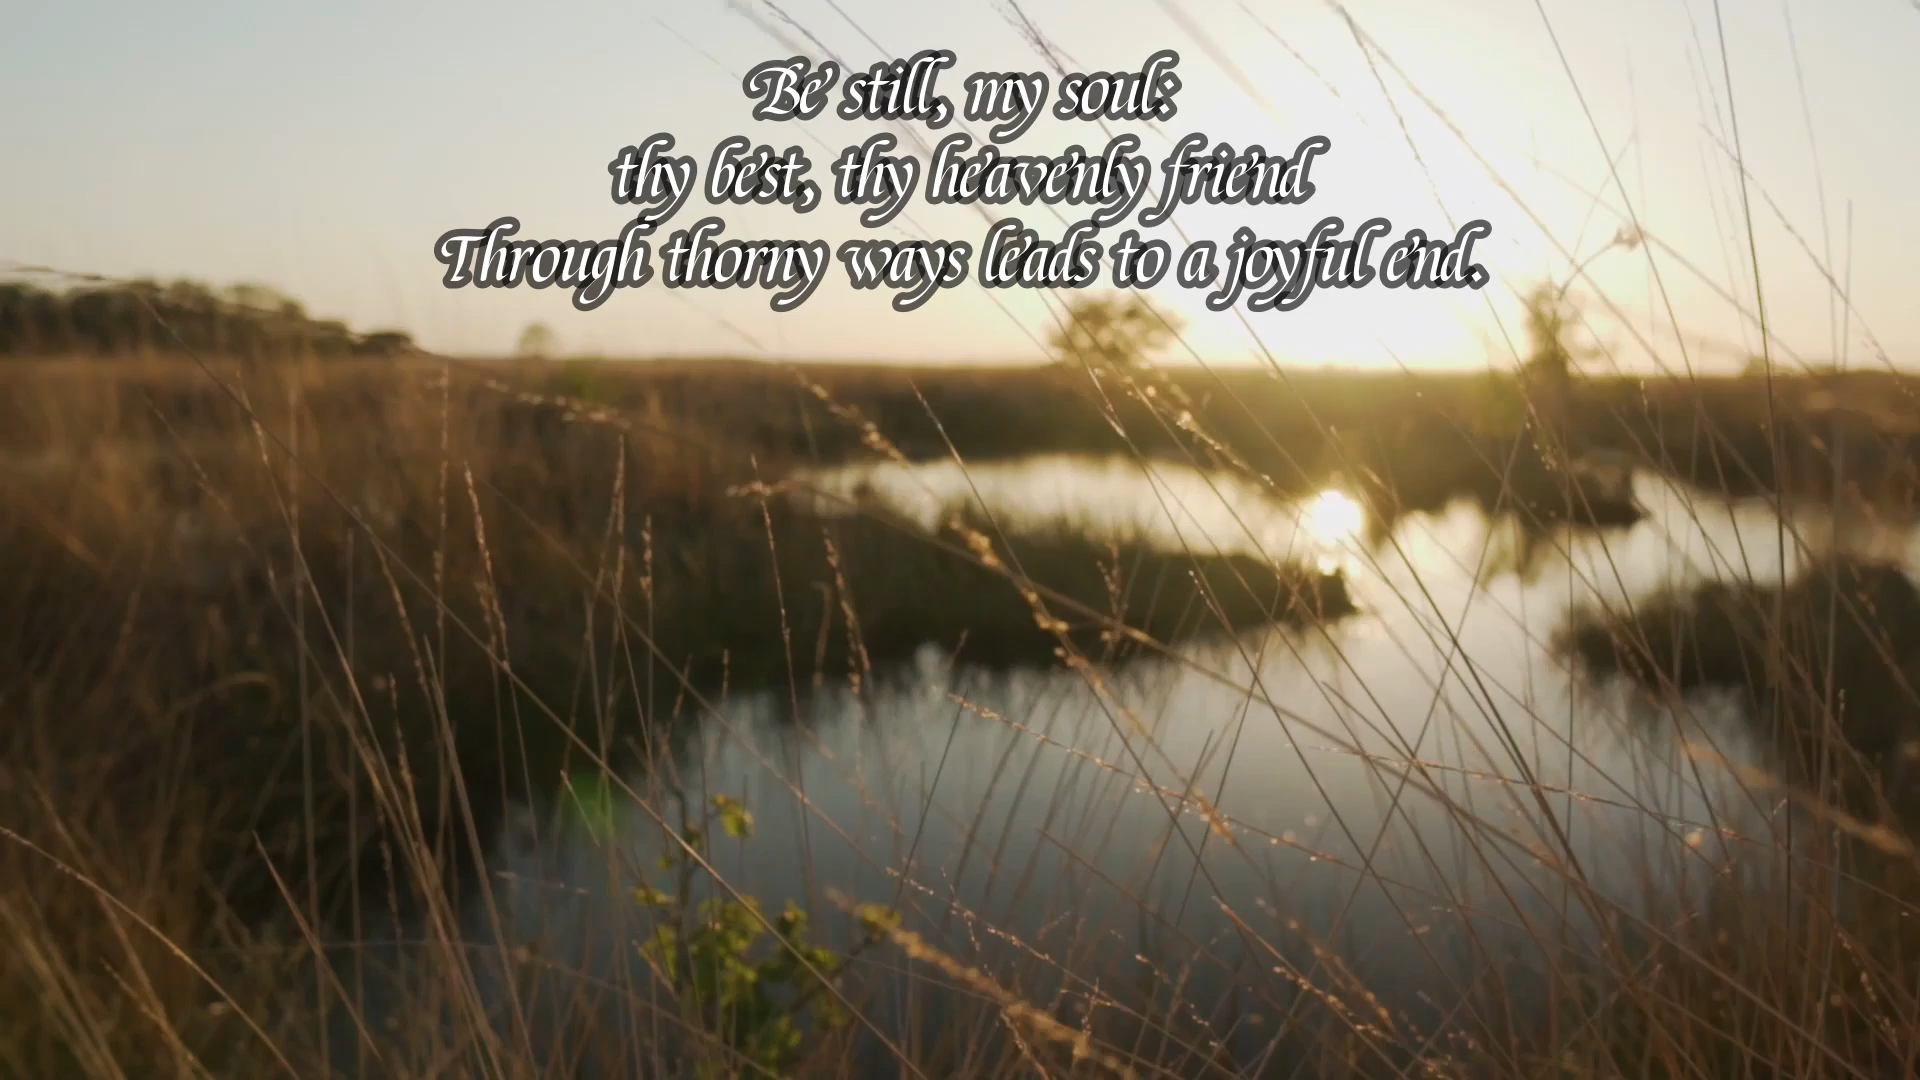 Be still, my soul:
thy best, thy heavenly friend
Through thorny ways leads to a joyful end.